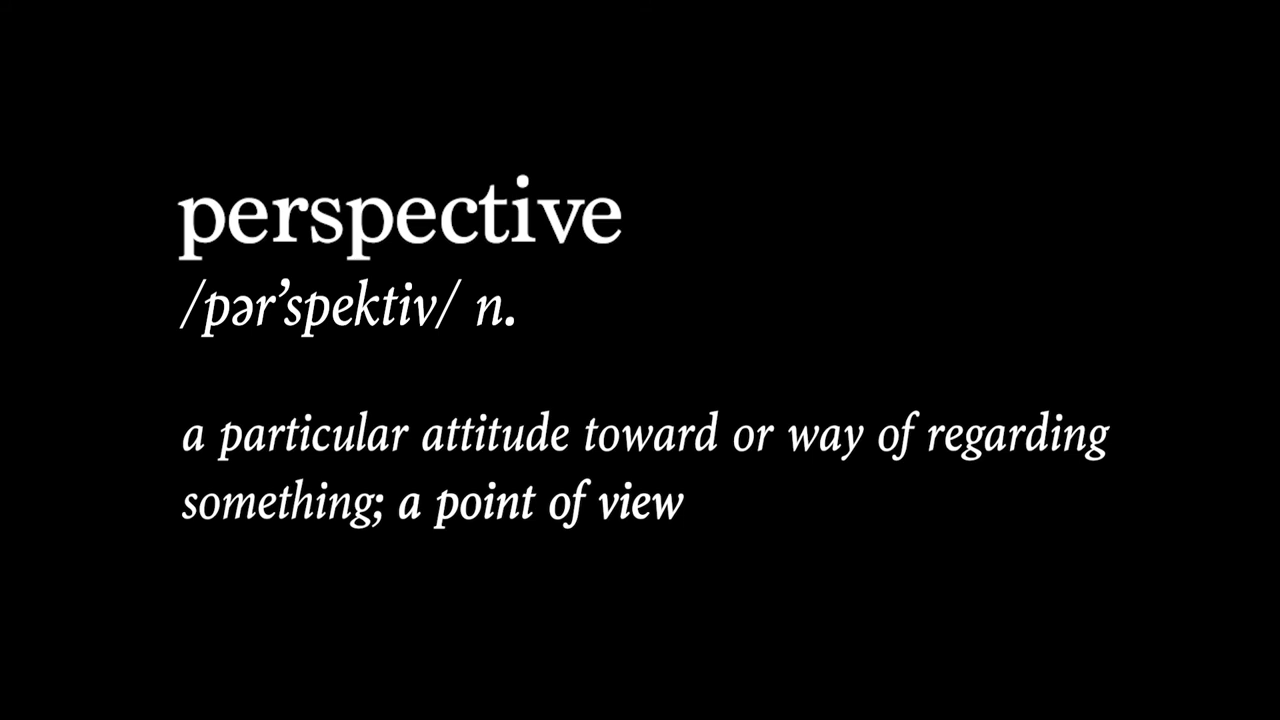 perspective
/pər’spektiv/ n.
a particular attitude toward or way of regarding
something; a point of view